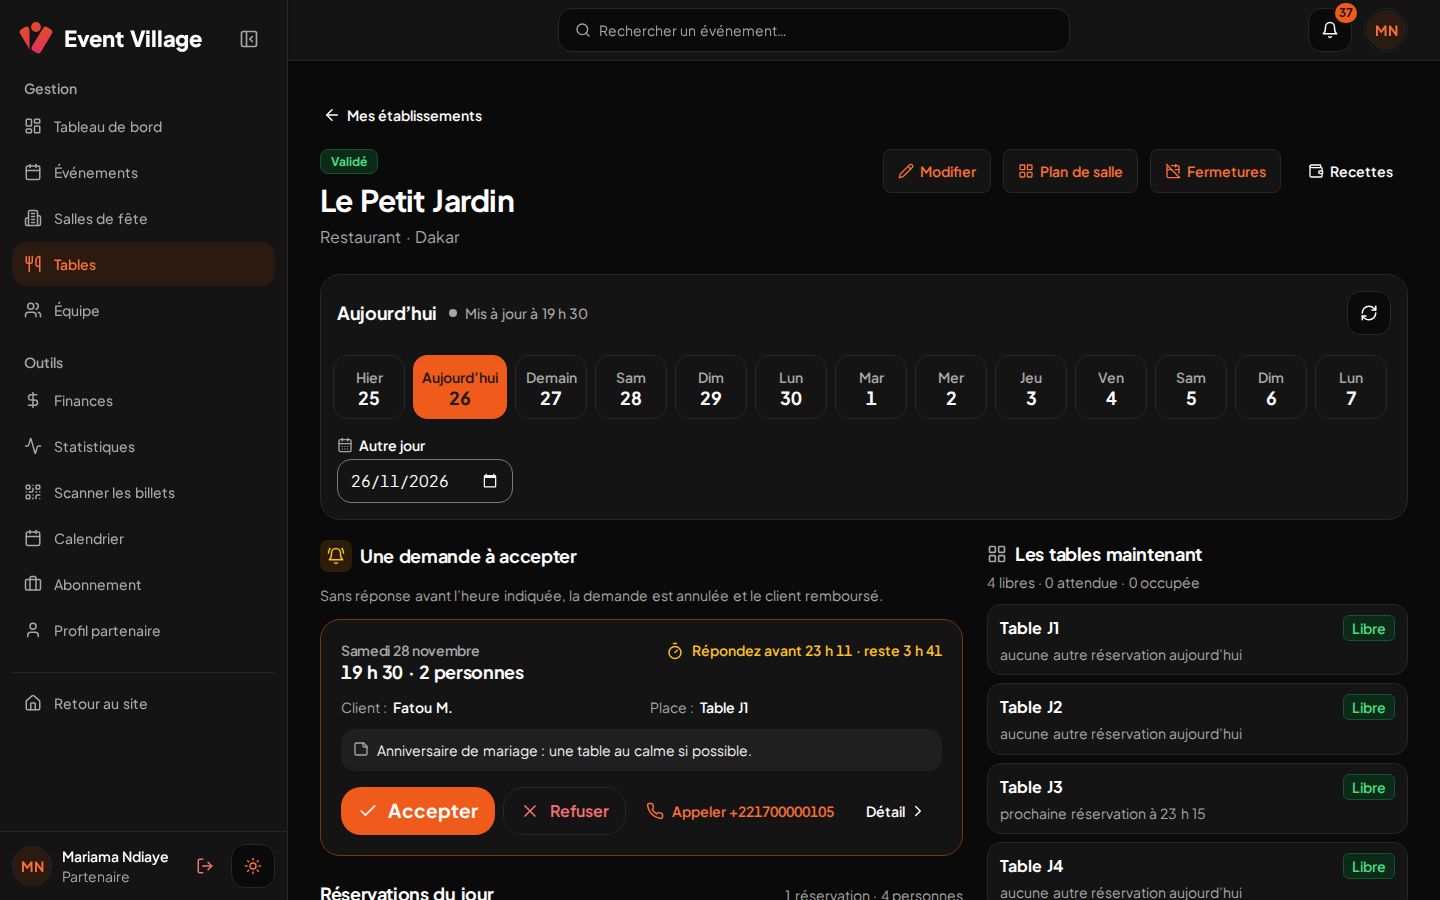 Event Village
Gestion
Tableau de bord
Événements
Salles de fête
Tables
Équipe
Outils
Finances
Statistiques
Scanner les billets
Calendrier
Abonnement
Profil partenaire
Retour au site
MN
Mariama Ndiaye
Partenaire
Rechercher un événement...
37
MN
Mes établissements
Validé
Le Petit Jardin
Restaurant · Dakar
Modifier
Plan de salle
Fermetures
Recettes
Aujourd'hui
Mis à jour à 19 h 30
Hier
25
Aujourd'hui
26
Demain
27
Sam
28
Dim
29
Lun
30
Mar
1
Mer
2
Jeu
3
Ven
4
Sam
5
Dim
6
Lun
7
Autre jour
26/11/2026
Une demande à accepter
Sans réponse avant l'heure indiquée, la demande est annulée et le client remboursé.
Samedi 28 novembre
Répondez avant 23 h 11 · reste 3 h 41
19 h 30 · 2 personnes
Client : Fatou M.
Place : Table J1
Anniversaire de mariage : une table au calme si possible.
Accepter
Refuser
Appeler +221700000105
Détail
Réservations du jour
1 réservation · 4 personnes
Les tables maintenant
4 libres · 0 attendue · 0 occupée
Table J1
Libre
aucune autre réservation aujourd'hui
Table J2
Libre
aucune autre réservation aujourd'hui
Table J3
Libre
prochaine réservation à 23 h 15
Table J4
Libre
aucune autre réservation aujourd'hui